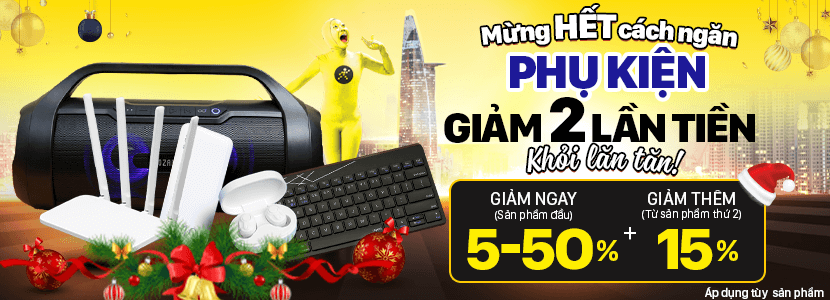 Mừng HẾT cách ngăn
PHỤ KIỆN
GIẢM 2 LẦN TIỀN
Khỏi lăn tăn!
GIẢM NGAY
(Sản phẩm đầu)
5-50%
+
GIẢM THÊM
(Từ sản phẩm thứ 2)
15%
Áp dụng tùy sản phẩm